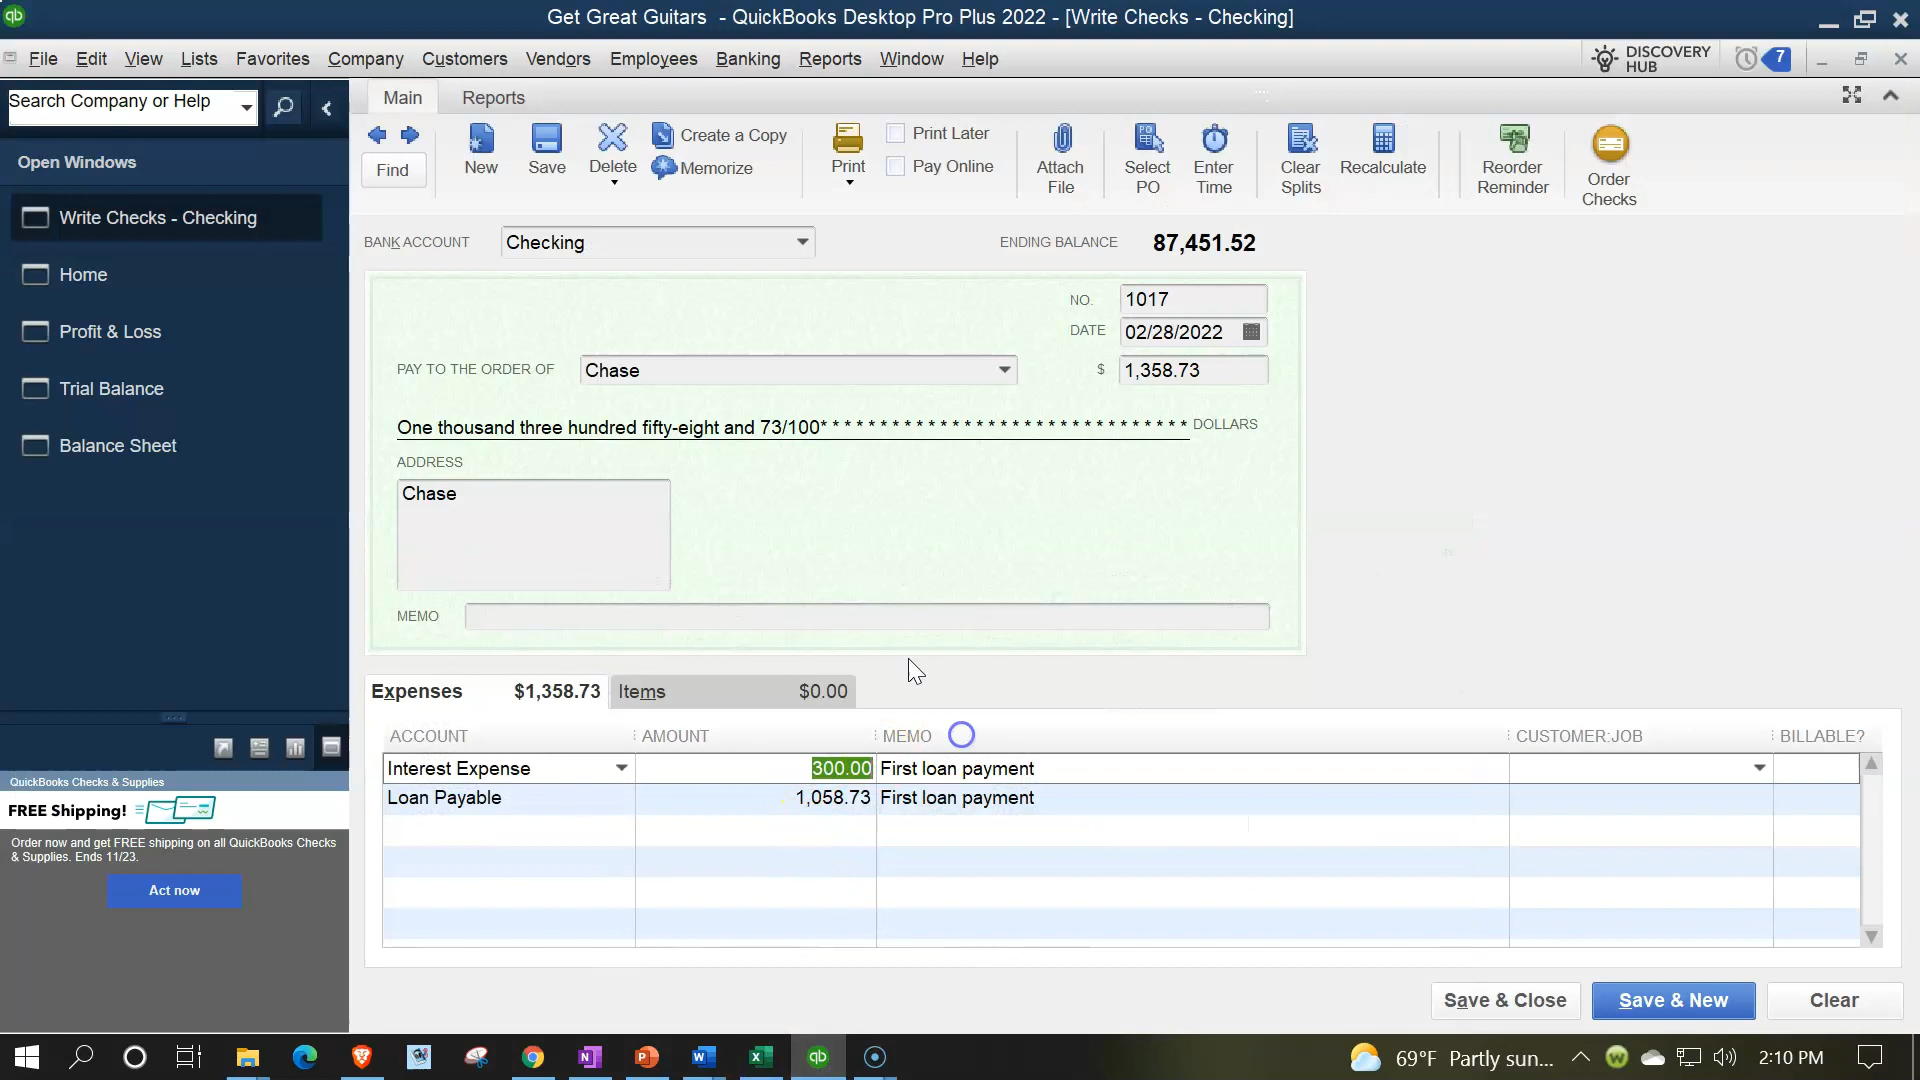 qb
Get Great Guitars - QuickBooks Desktop Pro Plus 2022 - [Write Checks - Checking]
File Edit View Lists Favorites Company Customers Vendors Employees Banking Reports Window Help
DISCOVERY HUB 7
Search Company or Help
Main Reports
Find
New
Save
Delete
Create a Copy
Memorize
Print
Print Later
Pay Online
Attach File
Select PO
Enter Time
Clear Splits
Recalculate
Reorder Reminder
Order Checks
Open Windows
Write Checks - Checking
Home
Profit & Loss
Trial Balance
Balance Sheet
BANK ACCOUNT Checking ENDING BALANCE 87,451.52
NO. 1017
DATE 02/28/2022
PAY TO THE ORDER OF Chase $ 1,358.73
One thousand three hundred fifty-eight and 73/100* * * * * * * * * * * * * * * * * * * * * * * * * * * * * * * DOLLARS
ADDRESS
Chase
MEMO
Expenses $1,358.73 Items $0.00
ACCOUNT AMOUNT MEMO CUSTOMER:JOB BILLABLE?
Interest Expense 300.00 First loan payment
Loan Payable 1,058.73 First loan payment
QuickBooks Checks & Supplies
FREE Shipping!
Order now and get FREE shipping on all QuickBooks Checks
& Supplies. Ends 11/23.
Act now
Save & Close Save & New Clear
69°F Partly sun... 2:10 PM